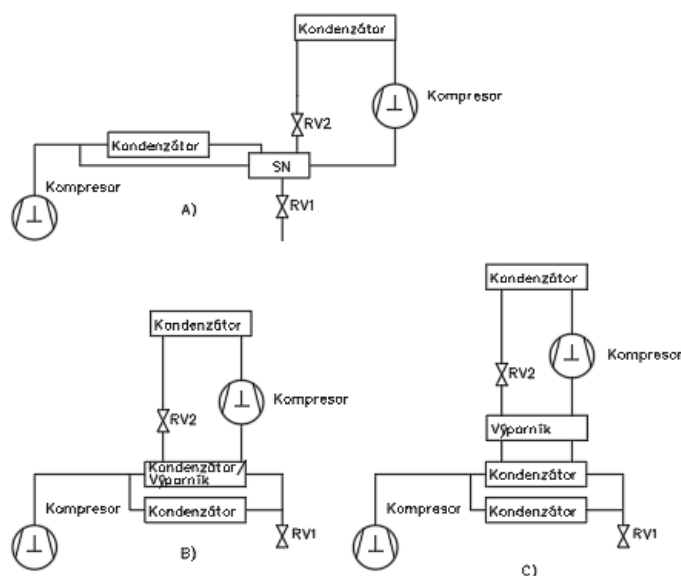 Kondenzátor
Kompresor
RV2
Kondenzátor
SN
Kompresor
RV1
A)
Kondenzátor
Kompresor
RV2
Kondenzátor/
Výparník
Kompresor
Kondenzátor
RV1
B)
Kondenzátor
Kompresor
RV2
Výparník
Kondenzátor
Kompresor
Kondenzátor
RV1
C)